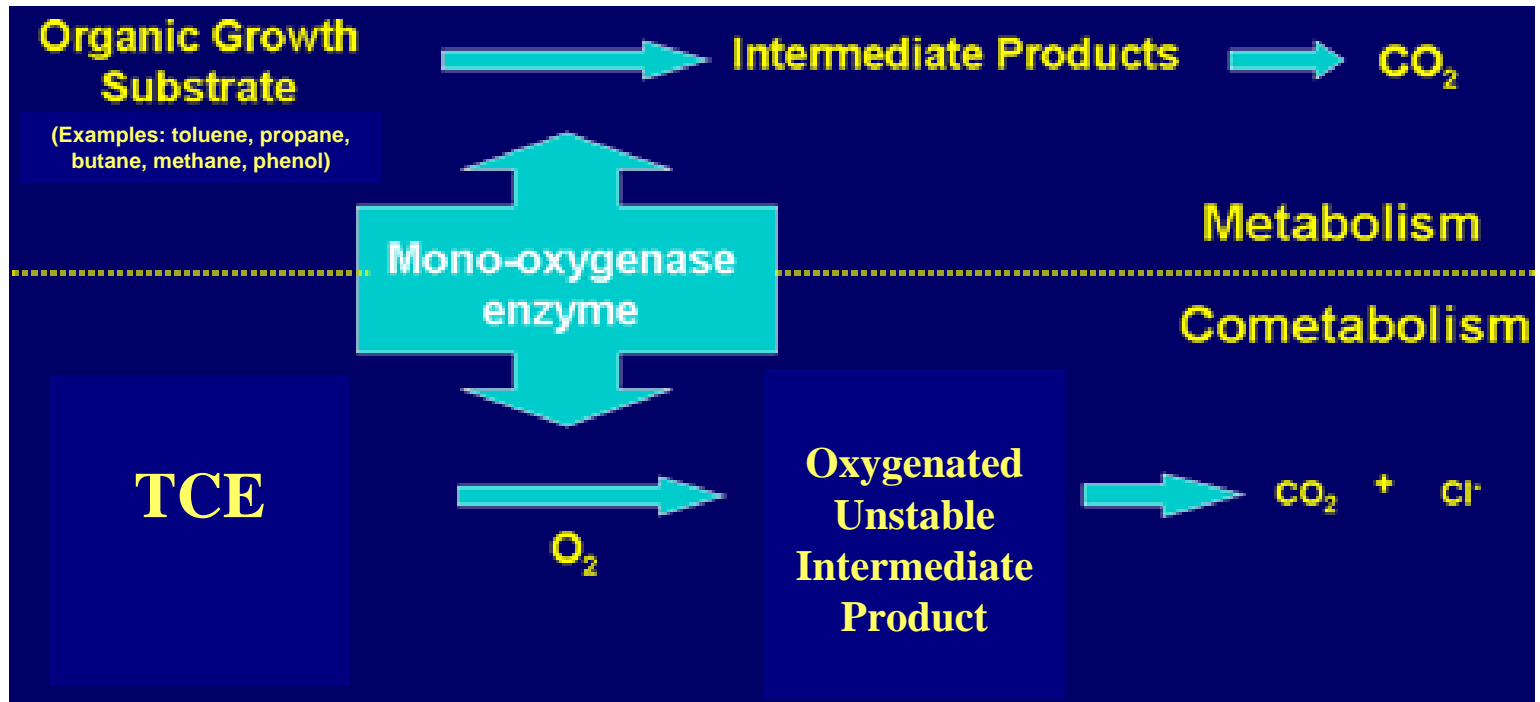 Organic Growth
Substrate
(Examples: toluene, propane,
butane, methane, phenol)
Intermediate Products
CO₂
Mono-oxygenase
enzyme
Metabolism
Cometabolism
TCE
O₂
Oxygenated
Unstable
Intermediate
Product
CO₂ + Cl⁻